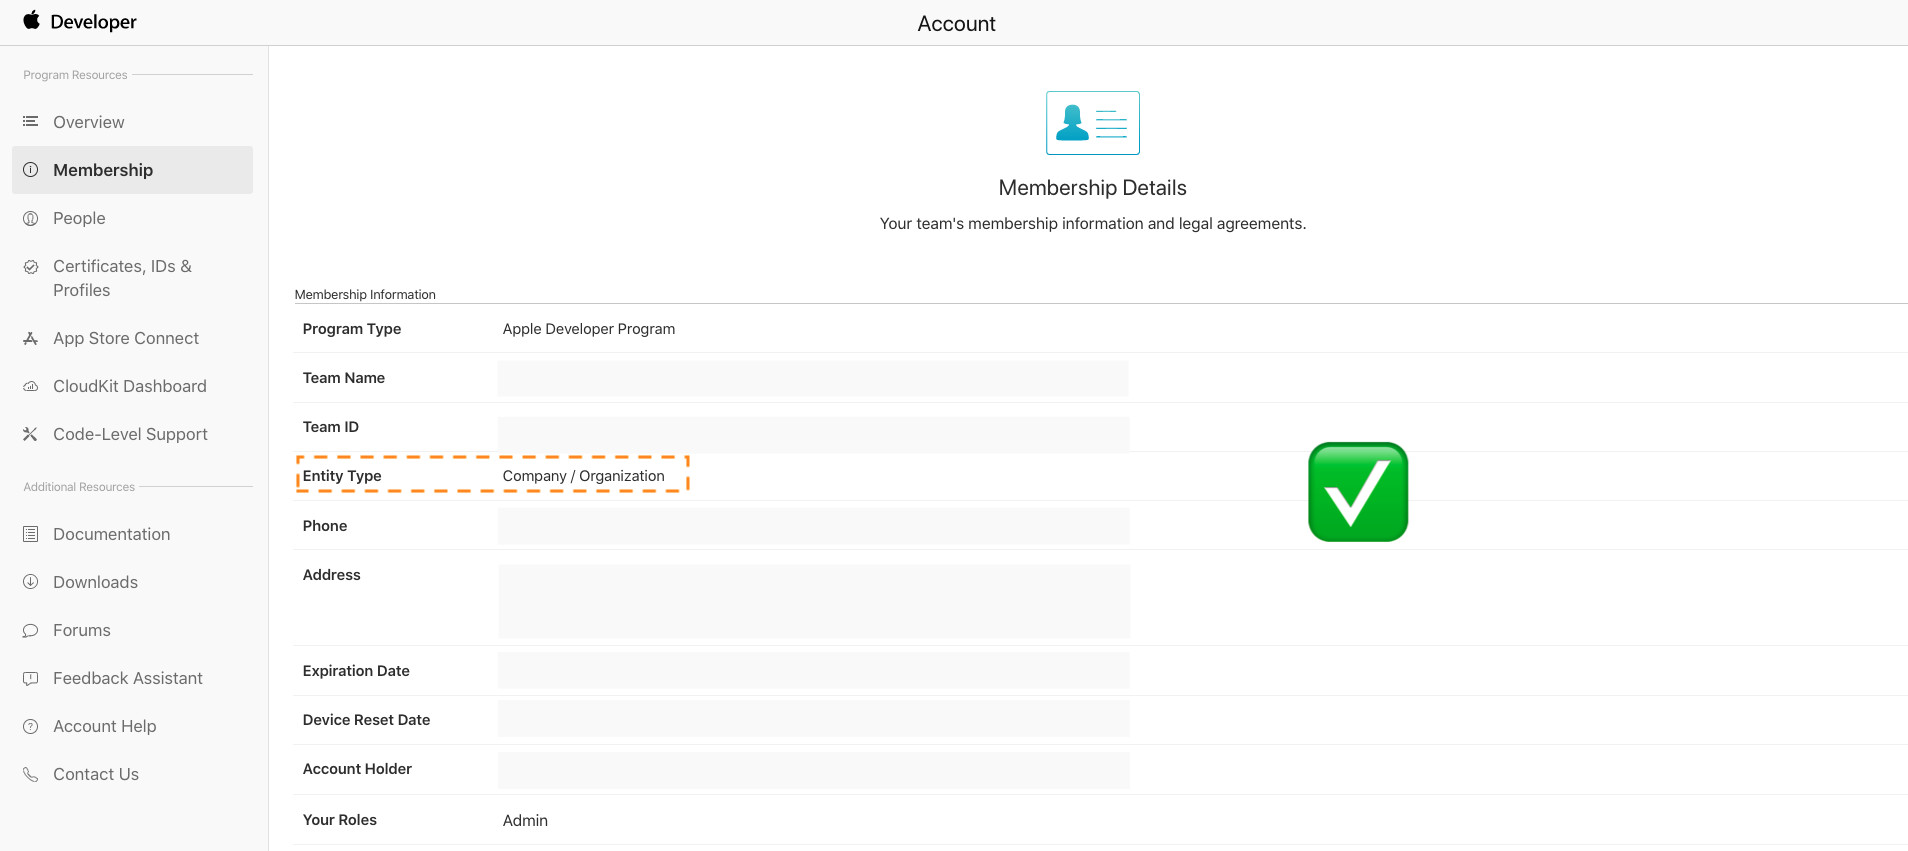 Developer
Account
Program Resources
Overview
Membership
People
Certificates, IDs &
Profiles
App Store Connect
CloudKit Dashboard
Code-Level Support
Additional Resources
Documentation
Downloads
Forums
Feedback Assistant
Account Help
Contact Us
Membership Details
Your team's membership information and legal agreements.
Membership Information
Program Type Apple Developer Program
Team Name
Team ID
Entity Type Company / Organization
Phone
Address
Expiration Date
Device Reset Date
Account Holder
Your Roles Admin